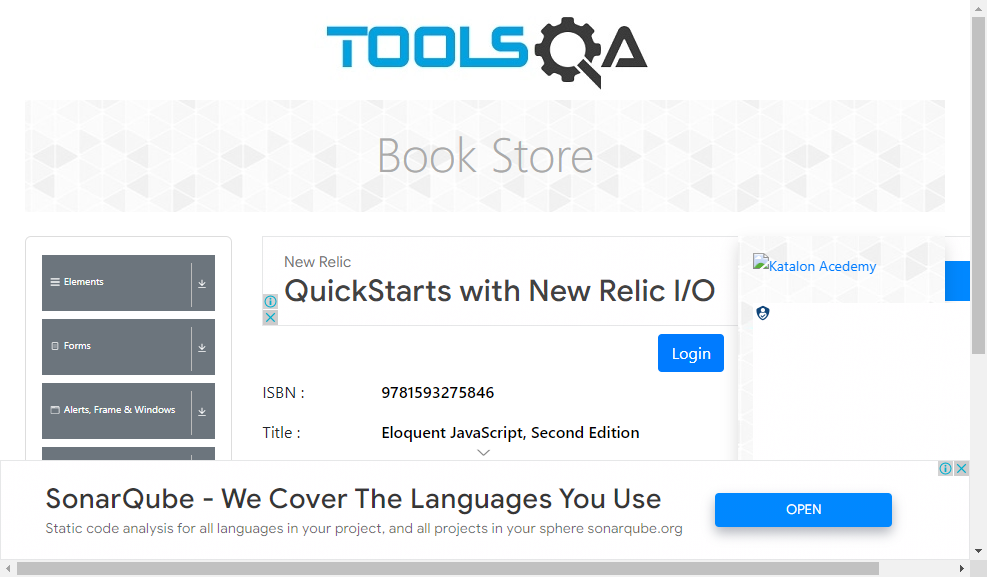 TOOLSQA
Book Store
Elements
Forms
Alerts, Frame & Windows
New Relic
QuickStarts with New Relic I/O
Katalon Acedemy
Login
ISBN : 9781593275846
Title : Eloquent JavaScript, Second Edition
SonarQube - We Cover The Languages You Use
Static code analysis for all languages in your project, and all projects in your sphere sonarqube.org
OPEN